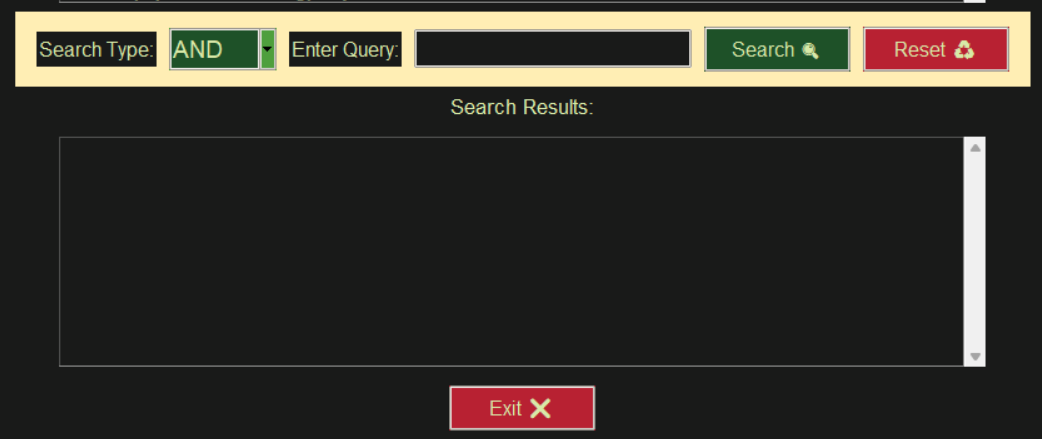 Search Type: AND Enter Query: Search Reset
Search Results:
Exit